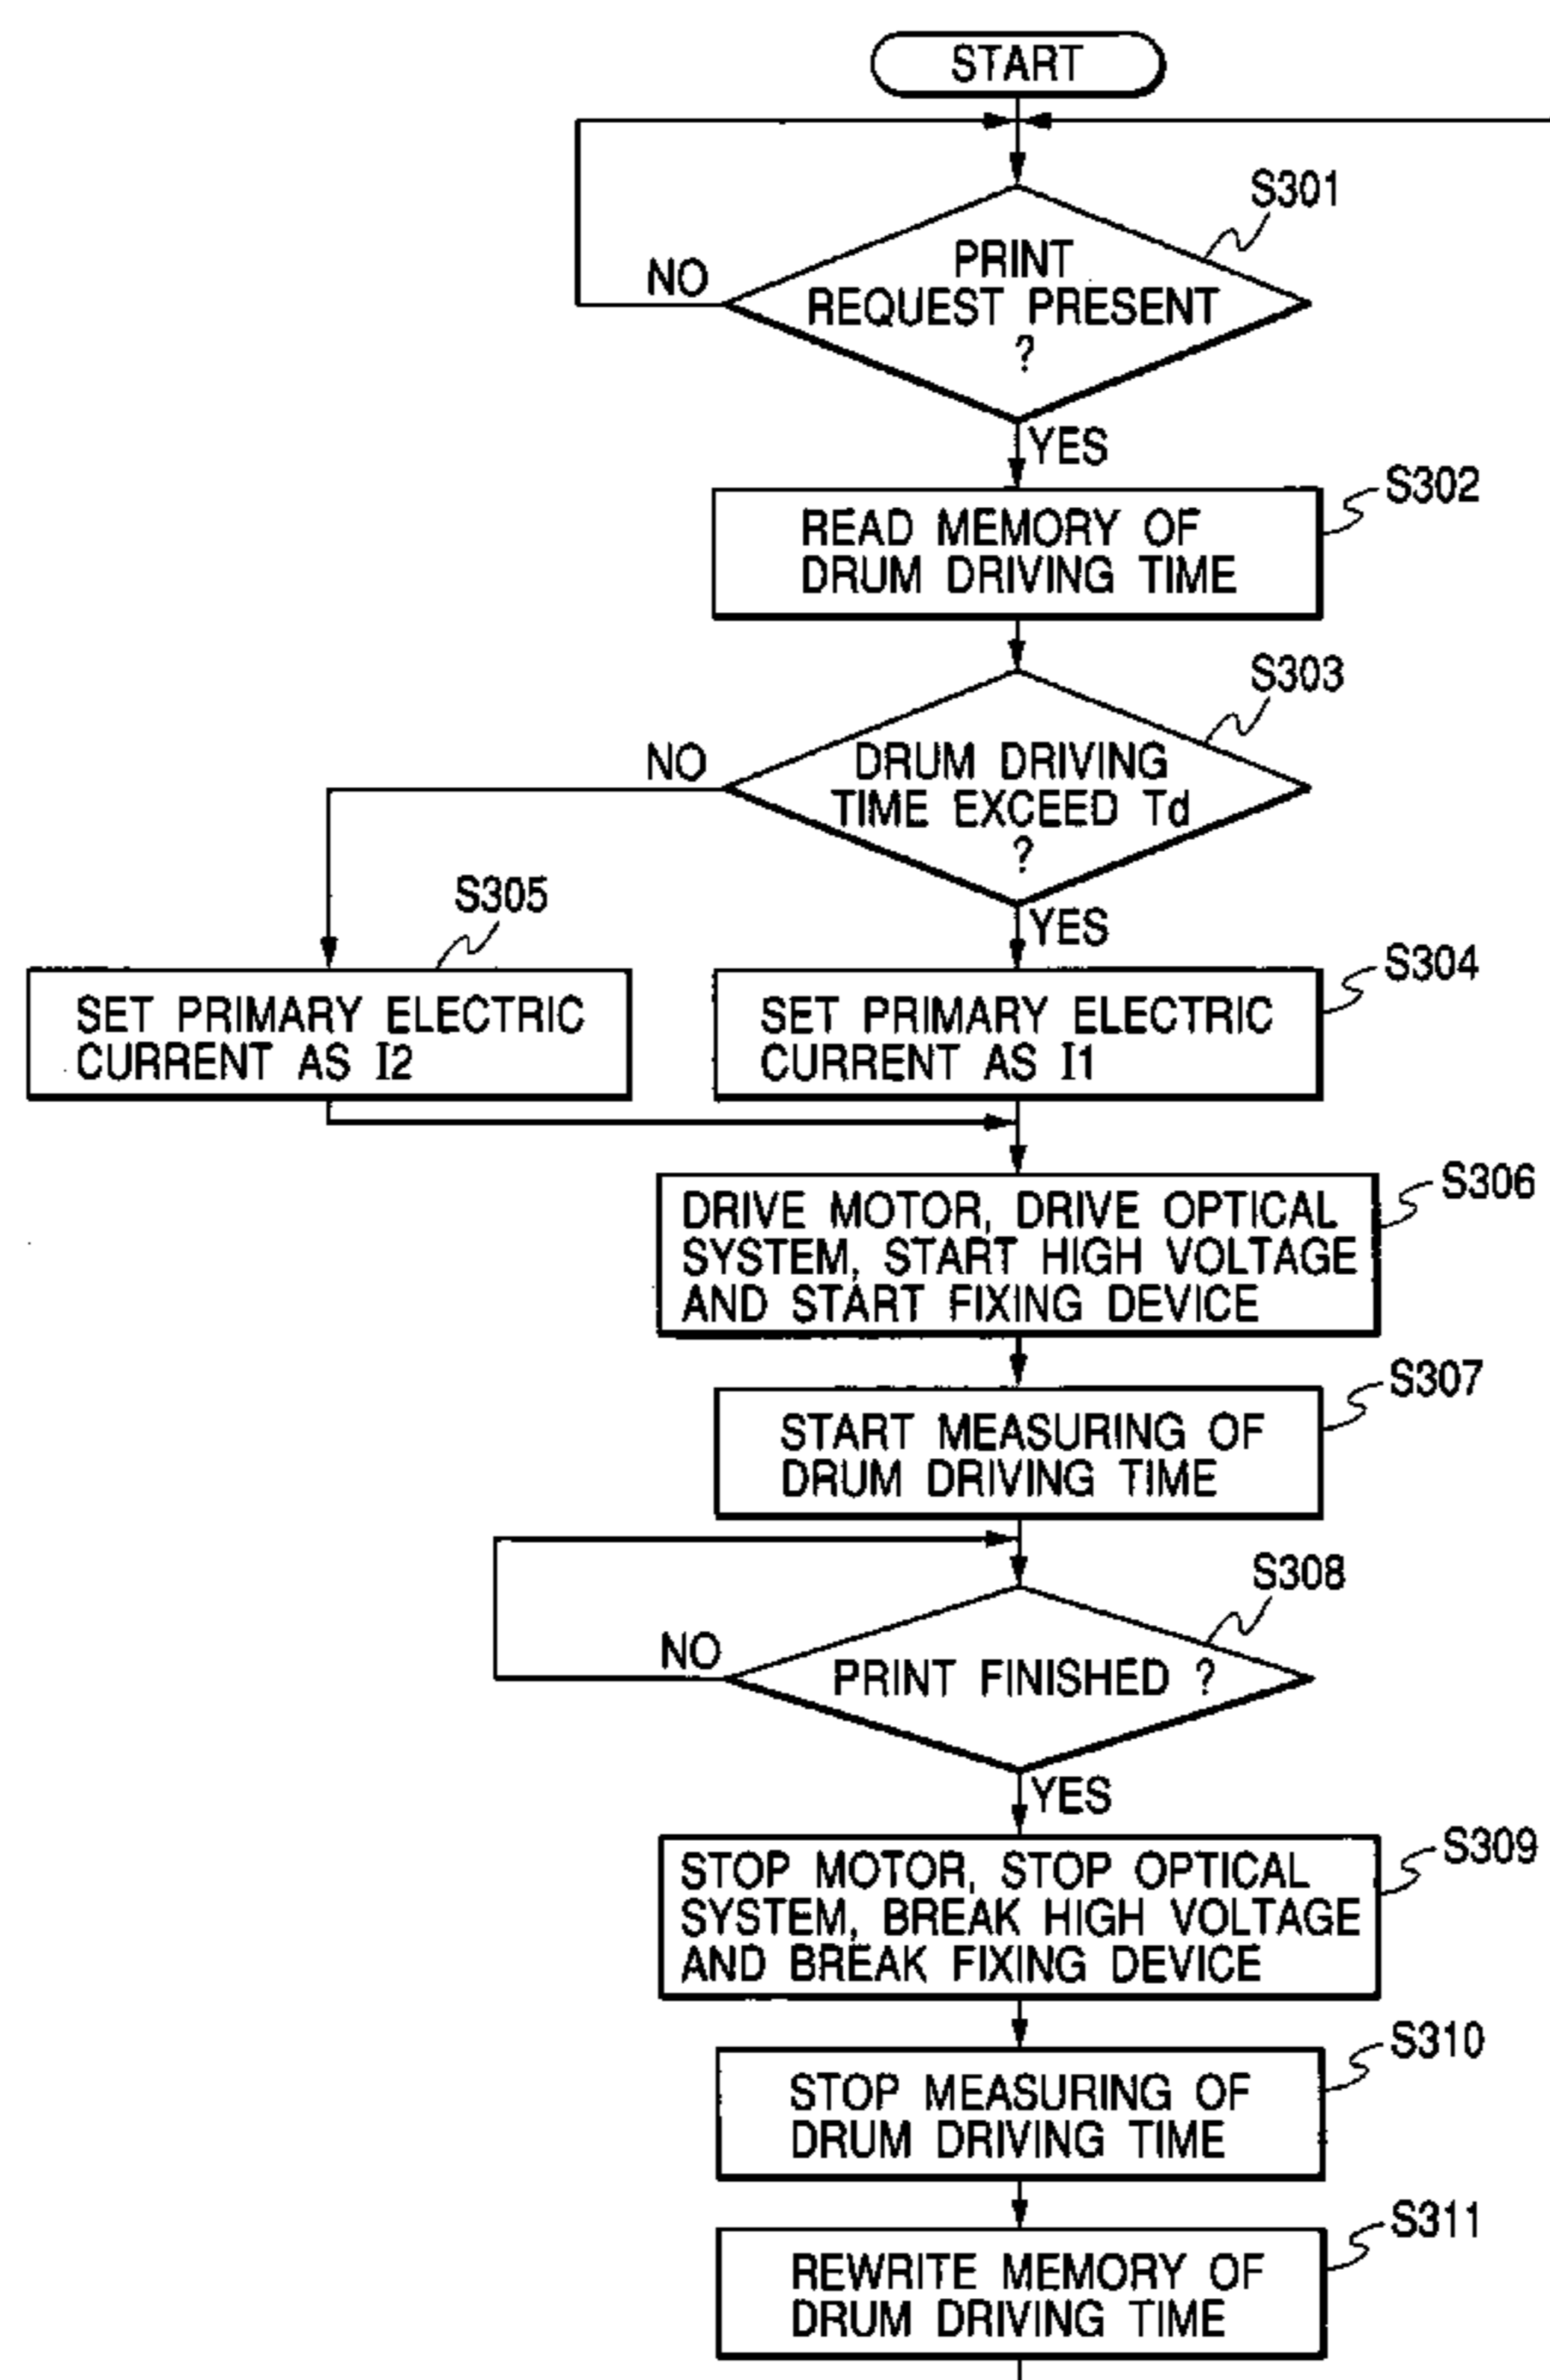 START
S301
PRINT
REQUEST PRESENT
?
NO
YES
S302
READ MEMORY OF
DRUM DRIVING TIME
S303
DRUM DRIVING
TIME EXCEED Td
?
NO
YES
S305
SET PRIMARY ELECTRIC
CURRENT AS I2
S304
SET PRIMARY ELECTRIC
CURRENT AS I1
S306
DRIVE MOTOR, DRIVE OPTICAL
SYSTEM, START HIGH VOLTAGE
AND START FIXING DEVICE
S307
START MEASURING OF
DRUM DRIVING TIME
S308
PRINT FINISHED ?
NO
YES
S309
STOP MOTOR, STOP OPTICAL
SYSTEM, BREAK HIGH VOLTAGE
AND BREAK FIXING DEVICE
S310
STOP MEASURING OF
DRUM DRIVING TIME
S311
REWRITE MEMORY OF
DRUM DRIVING TIME